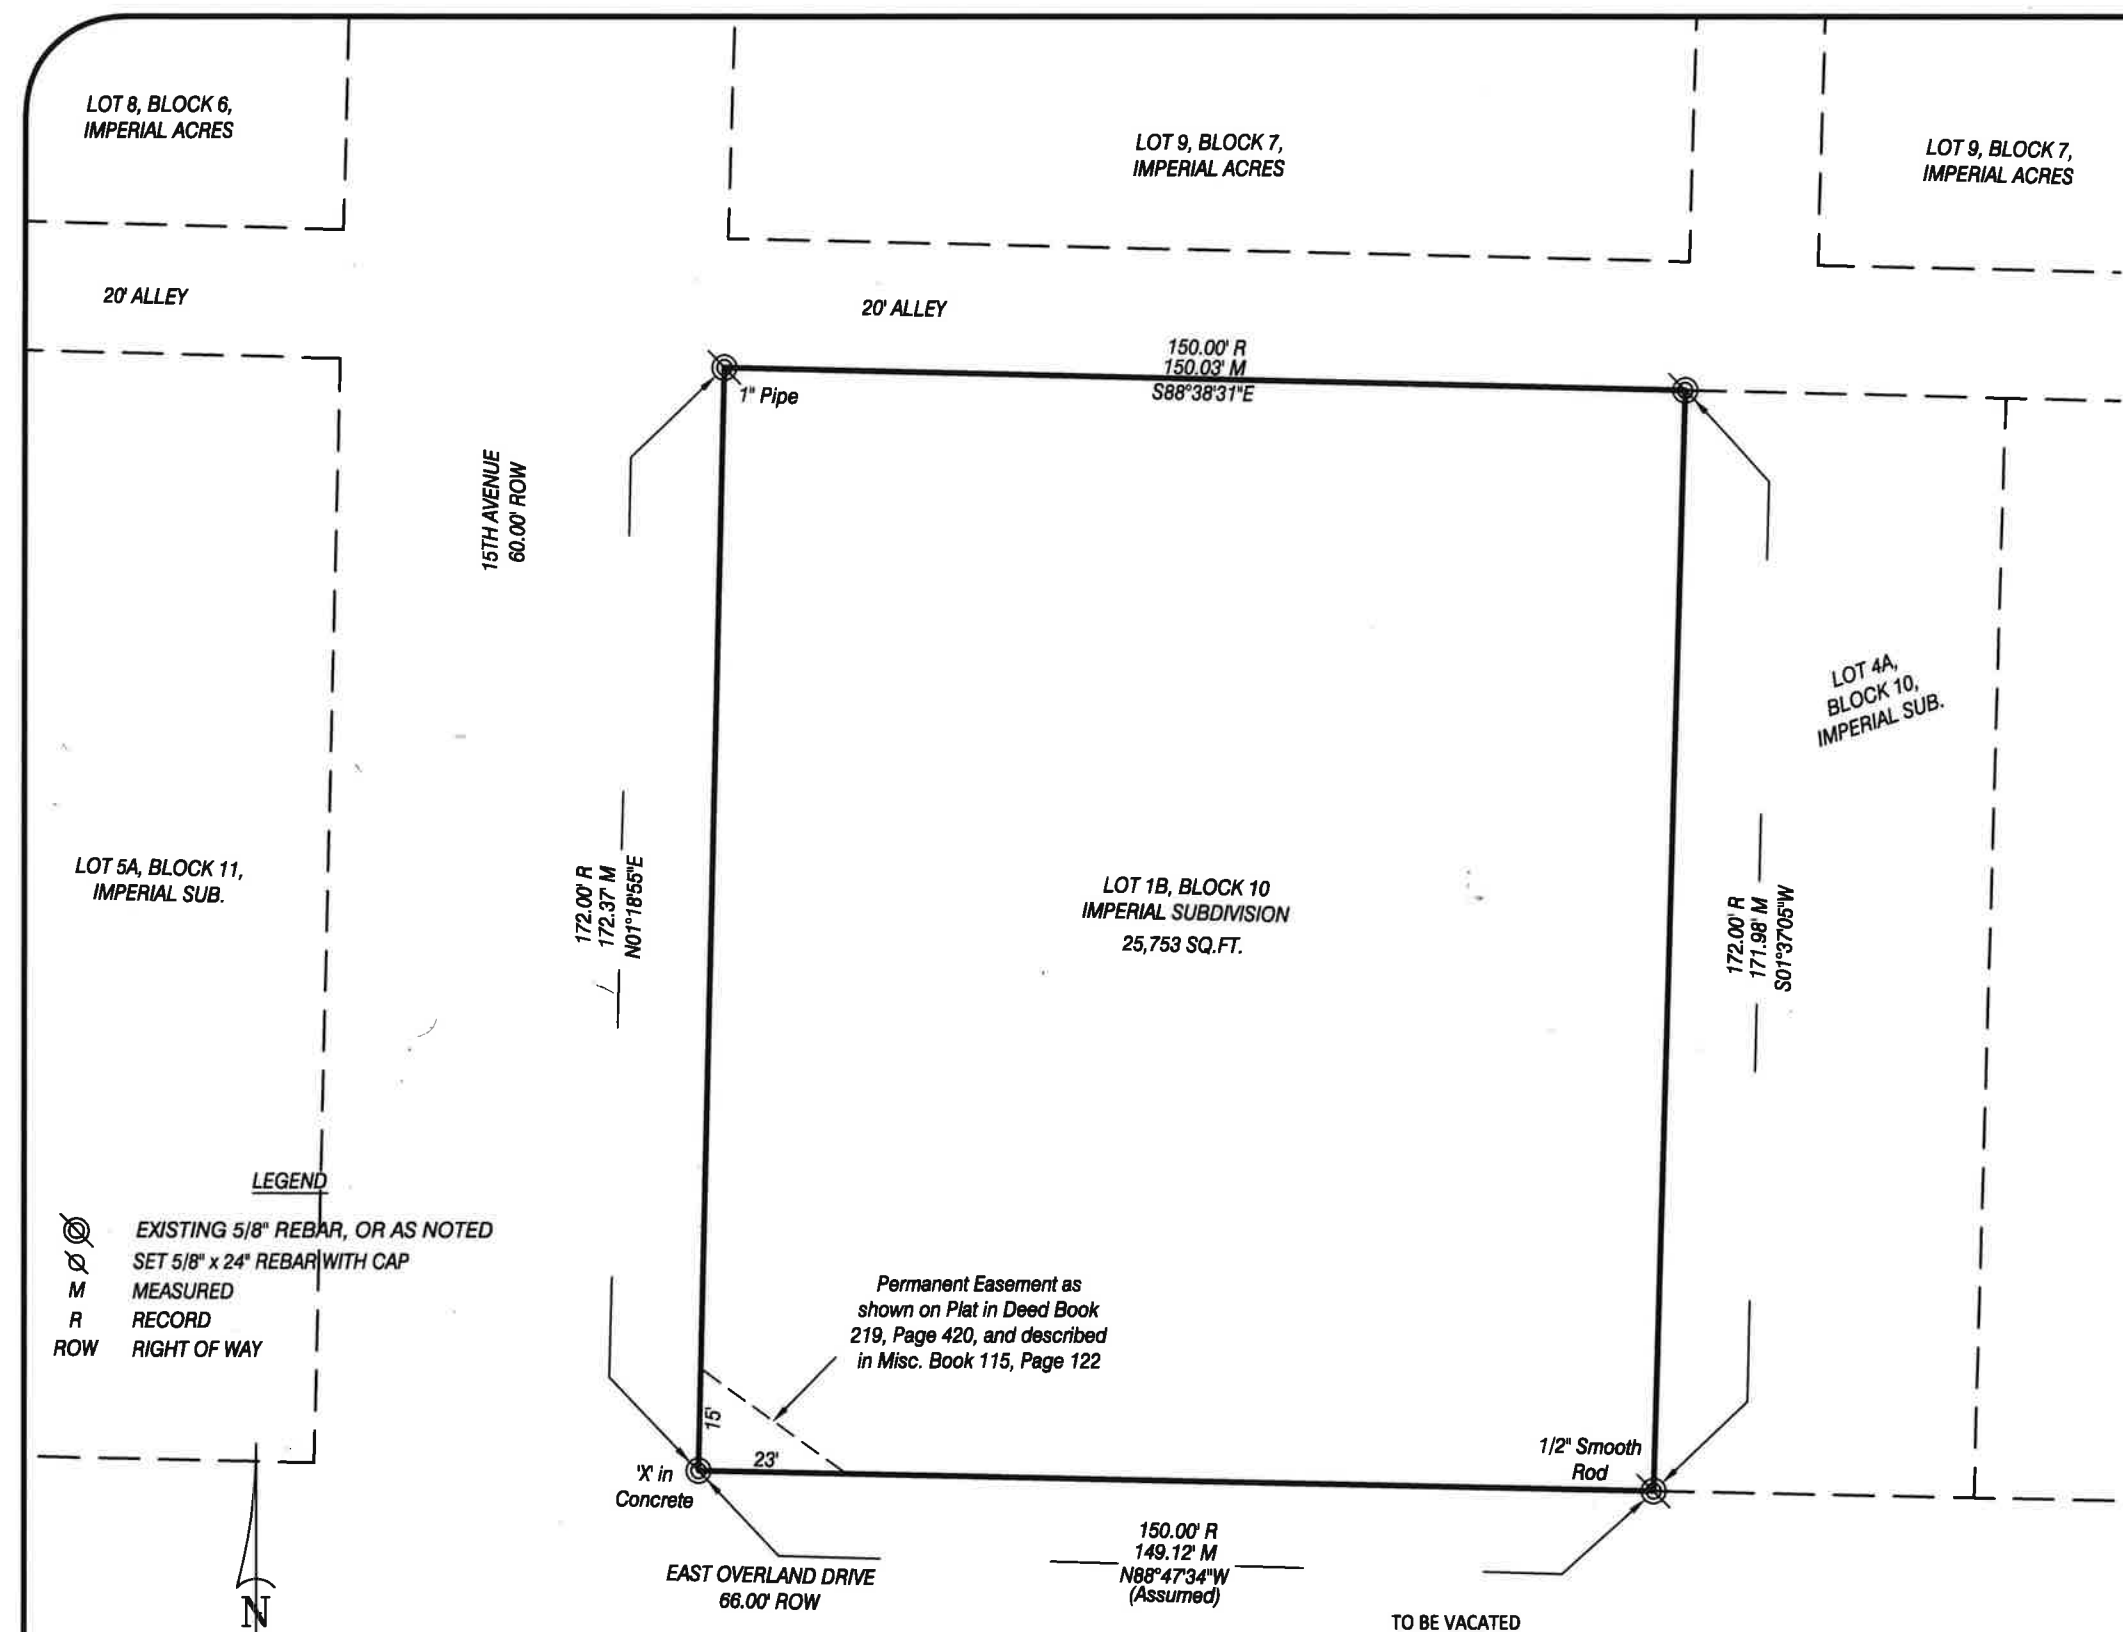 LOT 8, BLOCK 6,
IMPERIAL ACRES
LOT 9, BLOCK 7,
IMPERIAL ACRES
LOT 9, BLOCK 7,
IMPERIAL ACRES
20' ALLEY
20' ALLEY
150.00' R
150.03' M
S88°38'31"E
1" Pipe
15TH AVENUE
60.00' ROW
LOT 4A,
BLOCK 10,
IMPERIAL SUB.
LOT 5A, BLOCK 11,
IMPERIAL SUB.
172.00' R
172.37' M
N01°18'55"E
LOT 1B, BLOCK 10
IMPERIAL SUBDIVISION
25,753 SQ.FT.
172.00' R
171.98' M
S01°37'05"W
LEGEND
EXISTING 5/8" REBAR, OR AS NOTED
SET 5/8" x 24" REBAR WITH CAP
M MEASURED
R RECORD
ROW RIGHT OF WAY
Permanent Easement as
shown on Plat in Deed Book
219, Page 420, and described
in Misc. Book 115, Page 122
15'
23'
'X' in
Concrete
1/2" Smooth
Rod
EAST OVERLAND DRIVE
66.00' ROW
150.00' R
149.12' M
N88°47'34"W
(Assumed)
TO BE VACATED
N